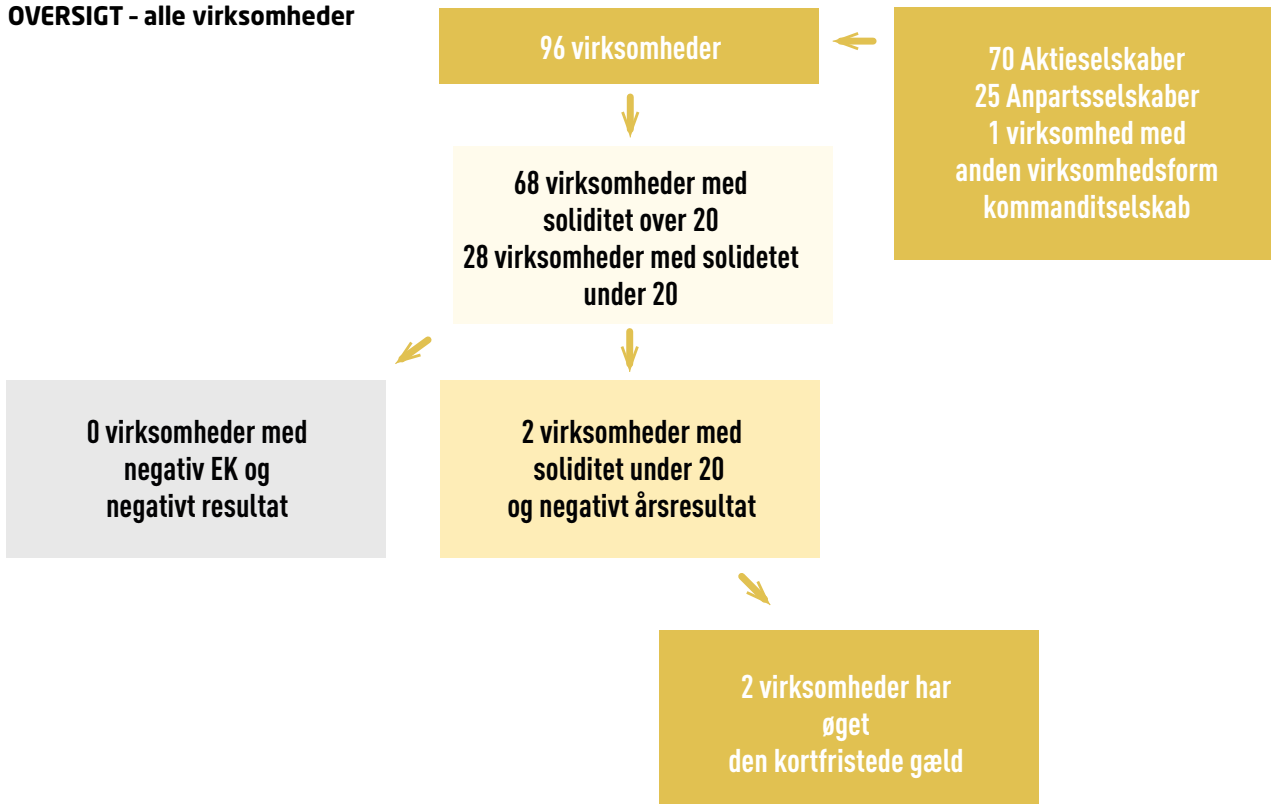 OVERSIGT - alle virksomheder
96 virksomheder
70 Aktieselskaber
25 Anpartsselskaber
1 virksomhed med
anden virksomhedsform
kommanditselskab
68 virksomheder med
soliditet over 20
28 virksomheder med solidetet
under 20
0 virksomheder med
negativ EK og
negativt resultat
2 virksomheder med
soliditet under 20
og negativt årsresultat
2 virksomheder har
øget
den kortfristede gæld